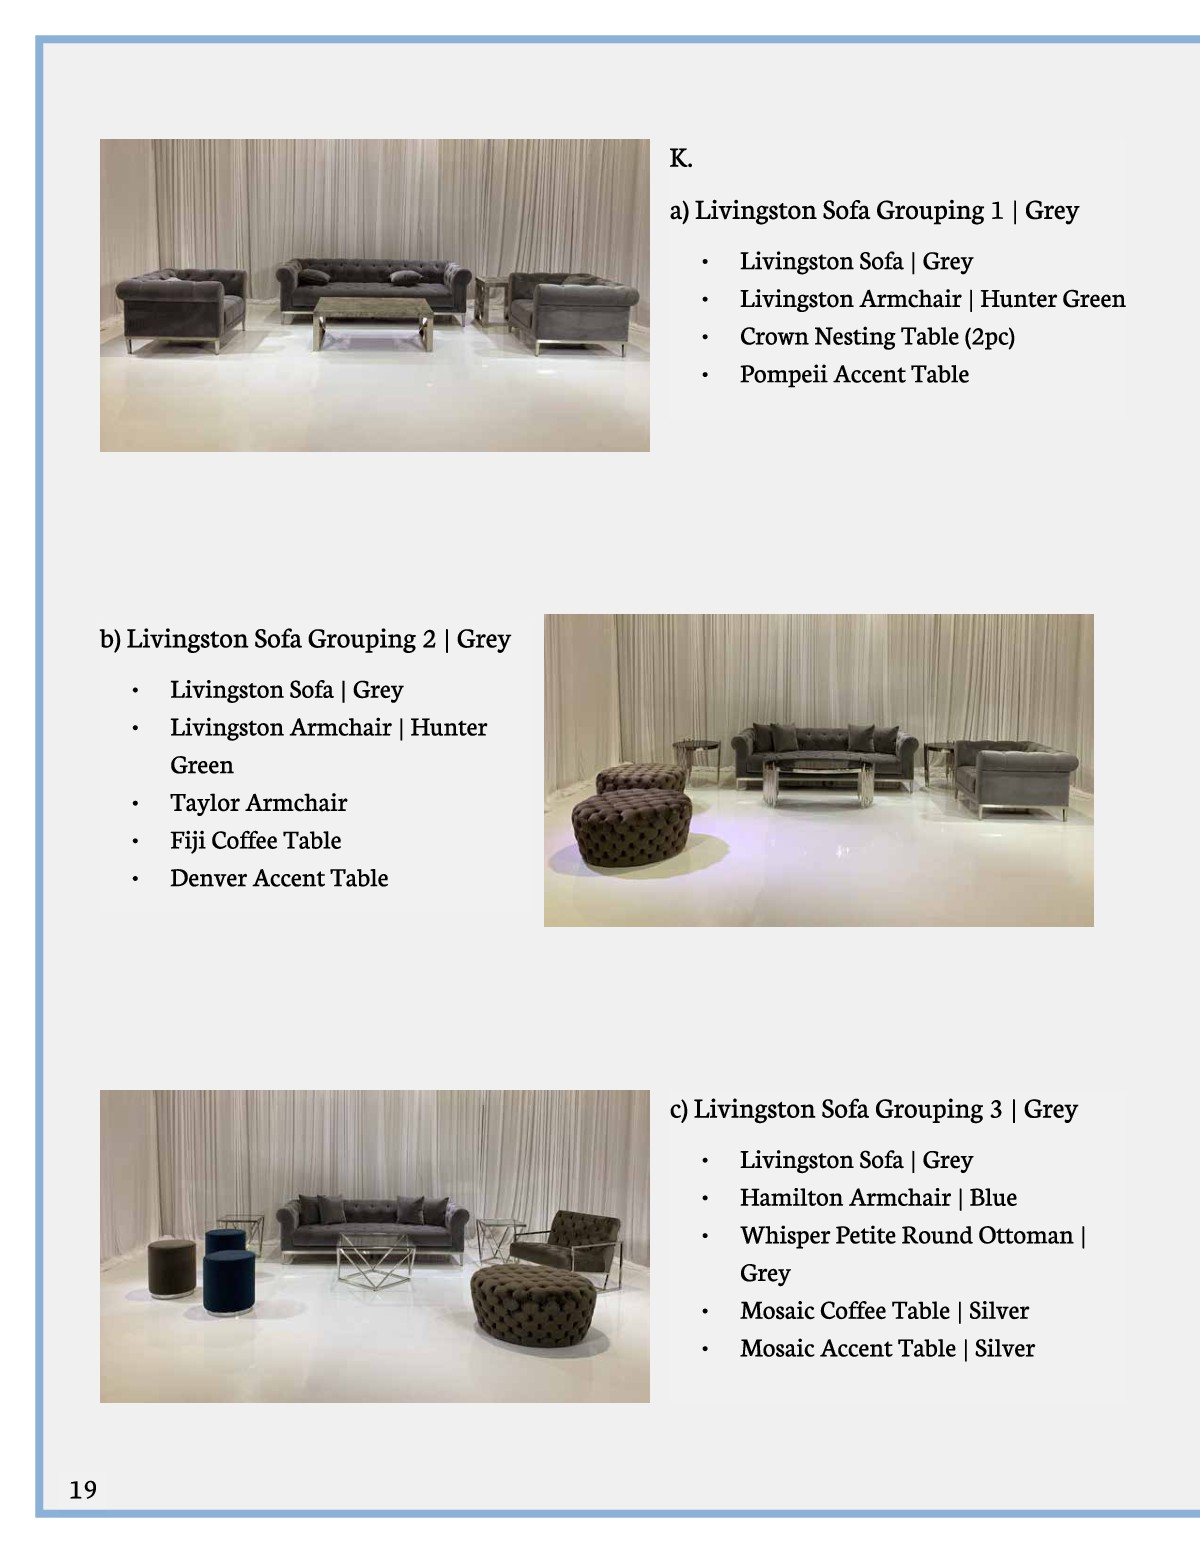 K.
a) Livingston Sofa Grouping 1 | Grey
• Livingston Sofa | Grey
• Livingston Armchair | Hunter Green
• Crown Nesting Table (2pc)
• Pompeii Accent Table
b) Livingston Sofa Grouping 2 | Grey
• Livingston Sofa | Grey
• Livingston Armchair | Hunter
Green
• Taylor Armchair
• Fiji Coffee Table
• Denver Accent Table
c) Livingston Sofa Grouping 3 | Grey
• Livingston Sofa | Grey
• Hamilton Armchair | Blue
• Whisper Petite Round Ottoman |
Grey
• Mosaic Coffee Table | Silver
• Mosaic Accent Table | Silver
19